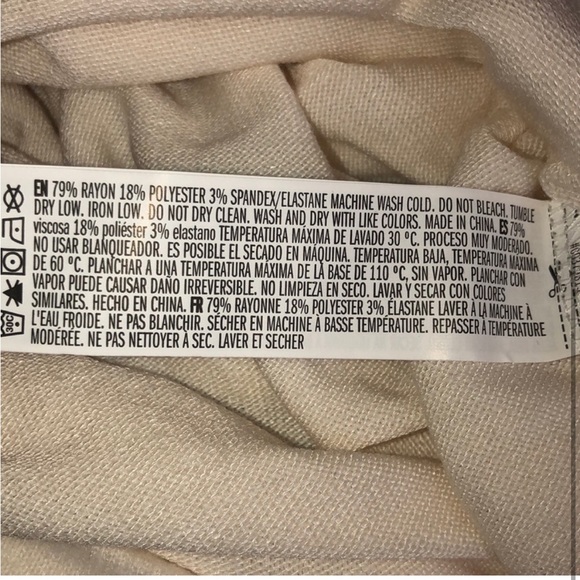 EN 79% RAYON 18% POLYESTER 3% SPANDEX/ELASTANE MACHINE WASH COLD. DO NOT BLEACH. TUMBLE
DRY LOW. IRON LOW. DO NOT DRY CLEAN. WASH AND DRY WITH LIKE COLORS. MADE IN CHINA. ES 79%
viscosa 18% poliéster 3% elastano TEMPERATURA MÁXIMA DE LAVADO 30 °C. PROCESO MUY MODERADO.
NO USAR BLANQUEADOR. ES POSIBLE EL SECADO EN MÁQUINA. TEMPERATURA BAJA, TEMPERATURA MÁXIMA
DE 60 °C. PLANCHAR A UNA TEMPERATURA MÁXIMA DE LA BASE DE 110 °C, SIN VAPOR. PLANCHAR CON
VAPOR PUEDE CAUSAR DAÑO IRREVERSIBLE. NO LIMPIEZA EN SECO. LAVAR Y SECAR CON COLORES
SIMILARES. HECHO EN CHINA. FR 79% RAYONNE 18% POLYESTER 3% ÉLASTANE LAVER À LA MACHINE À
L'EAU FROIDE. NE PAS BLANCHIR. SÉCHER EN MACHINE À BASSE TEMPÉRATURE. REPASSER À TEMPÉRATURE
MODÉRÉE. NE PAS NETTOYER À SEC. LAVER ET SECHER
30C